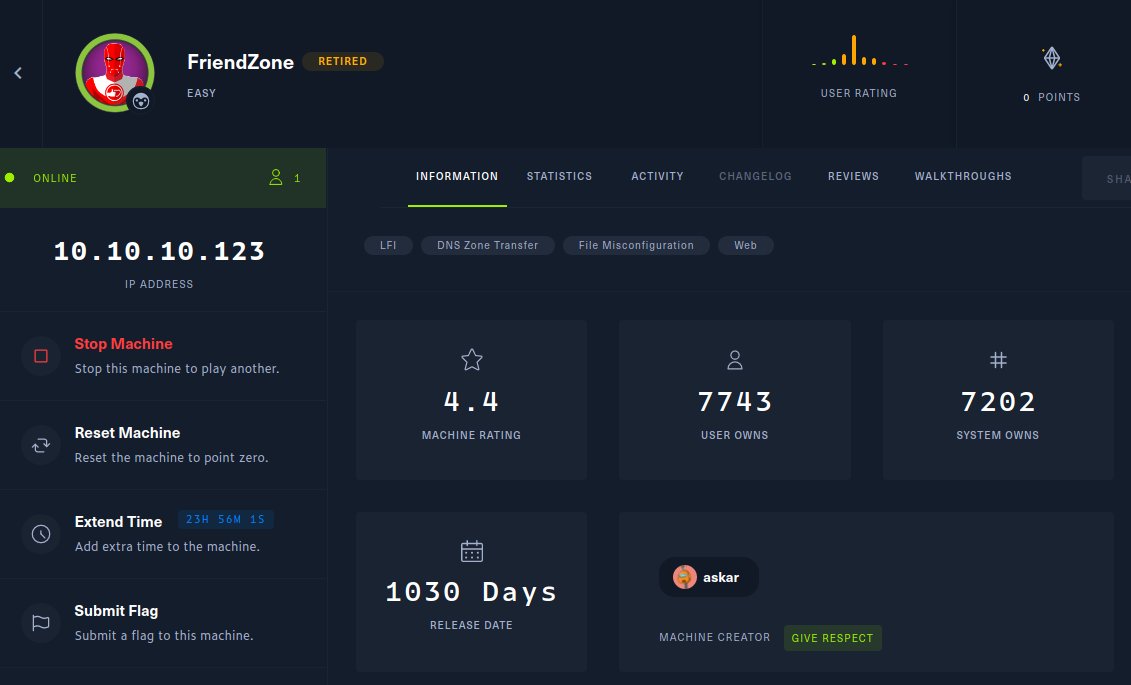 FriendZone RETIRED
EASY
USER RATING
0 POINTS
ONLINE 1
10.10.10.123
IP ADDRESS
Stop Machine
Stop this machine to play another.
Reset Machine
Reset the machine to point zero.
Extend Time 23H 56M 1S
Add extra time to the machine.
Submit Flag
Submit a flag to this machine.
INFORMATION STATISTICS ACTIVITY CHANGELOG REVIEWS WALKTHROUGHS SHA
LFI DNS Zone Transfer File Misconfiguration Web
4.4
MACHINE RATING
7743
USER OWNS
7202
SYSTEM OWNS
1030 Days
RELEASE DATE
askar
MACHINE CREATOR GIVE RESPECT